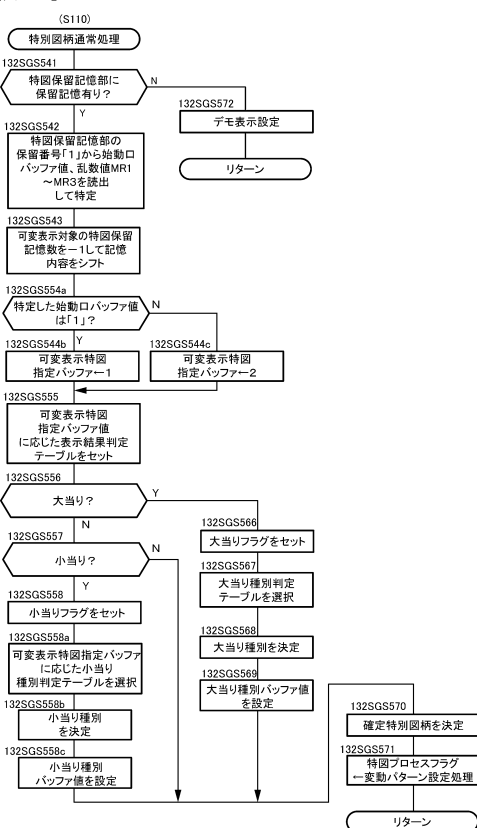 (S110)
特別図柄通常処理
132SGS541
特図保留記憶部に
保留記憶有り？
N
Y
132SGS572
デモ表示設定
リターン
132SGS542
特図保留記憶部の
保留番号「1」から始動口
バッファ値、乱数値MR1
～MR3を読出
して特定
132SGS543
可変表示対象の特図保留
記憶数を－1して記憶
内容をシフト
132SGS554a
特定した始動口バッファ値
は「1」？
N
Y
132SGS544b
可変表示特図
指定バッファ←1
132SGS544c
可変表示特図
指定バッファ←2
132SGS555
可変表示特図
指定バッファ値
に応じた表示結果判定
テーブルをセット
132SGS556
大当り？
Y
N
132SGS557
小当り？
N
Y
132SGS558
小当りフラグをセット
132SGS558a
可変表示特図指定バッファ
に応じた小当り
種別判定テーブルを選択
132SGS558b
小当り種別
を決定
132SGS558c
小当り種別
バッファ値を設定
132SGS566
大当りフラグをセット
132SGS567
大当り種別判定
テーブルを選択
132SGS568
大当り種別を決定
132SGS569
大当り種別バッファ値
を設定
132SGS570
確定特別図柄を決定
132SGS571
特図プロセスフラグ
←変動パターン設定処理
リターン